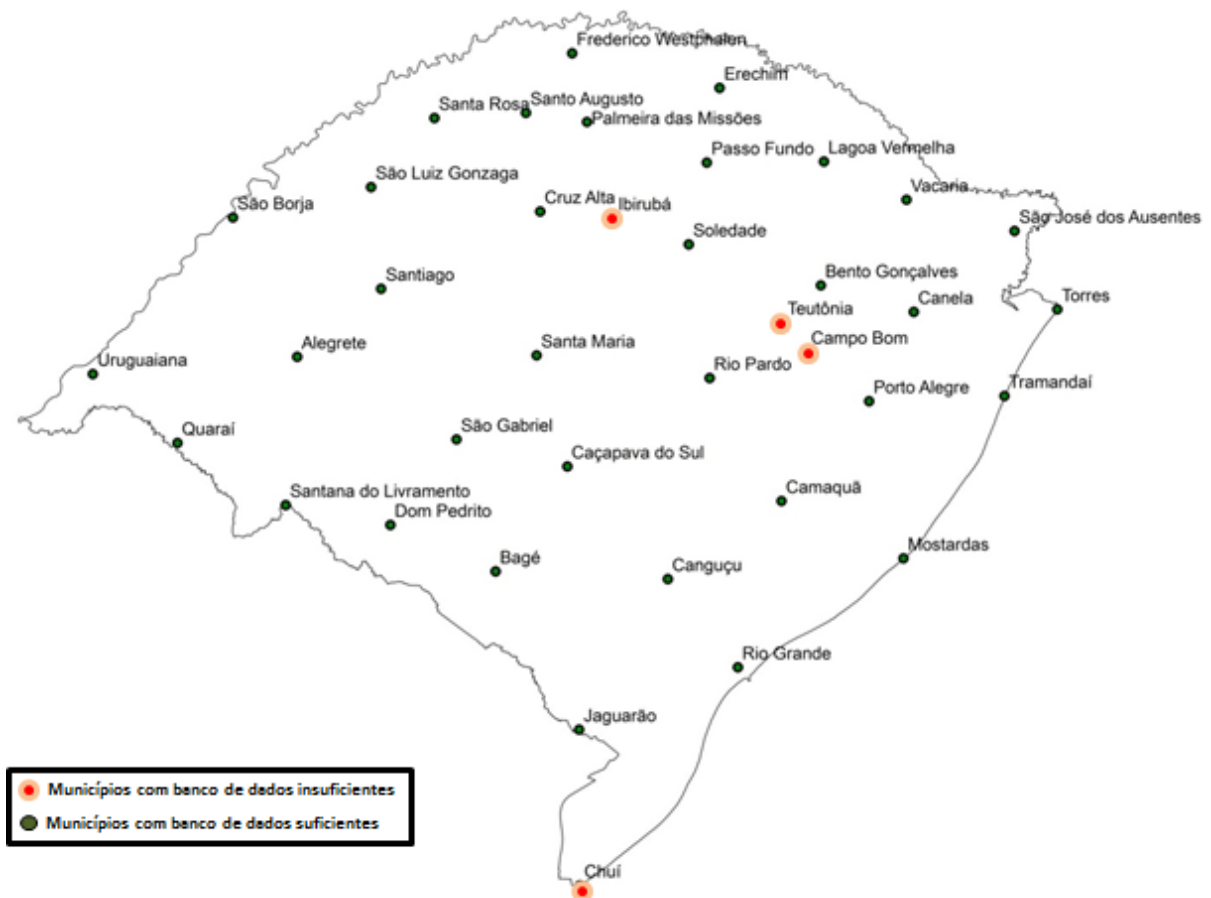 Frederico Westphalen
Erechim
Santa Rosa
Santo Augusto
Palmeira das Missões
Passo Fundo
Lagoa Vermelha
São Luiz Gonzaga
Vacaria
São Borja
Cruz Alta
Ibirubá
São José dos Ausentes
Soledade
Santiago
Bento Gonçalves
Canela
Torres
Teutônia
Uruguaiana
Alegrete
Santa Maria
Campo Bom
Rio Pardo
Porto Alegre
Tramandaí
Quaraí
São Gabriel
Caçapava do Sul
Santana do Livramento
Dom Pedrito
Camaquã
Bagé
Canguçu
Mostardas
Rio Grande
Jaguarão
Municípios com banco de dados insuficientes
Municípios com banco de dados suficientes
Chuí